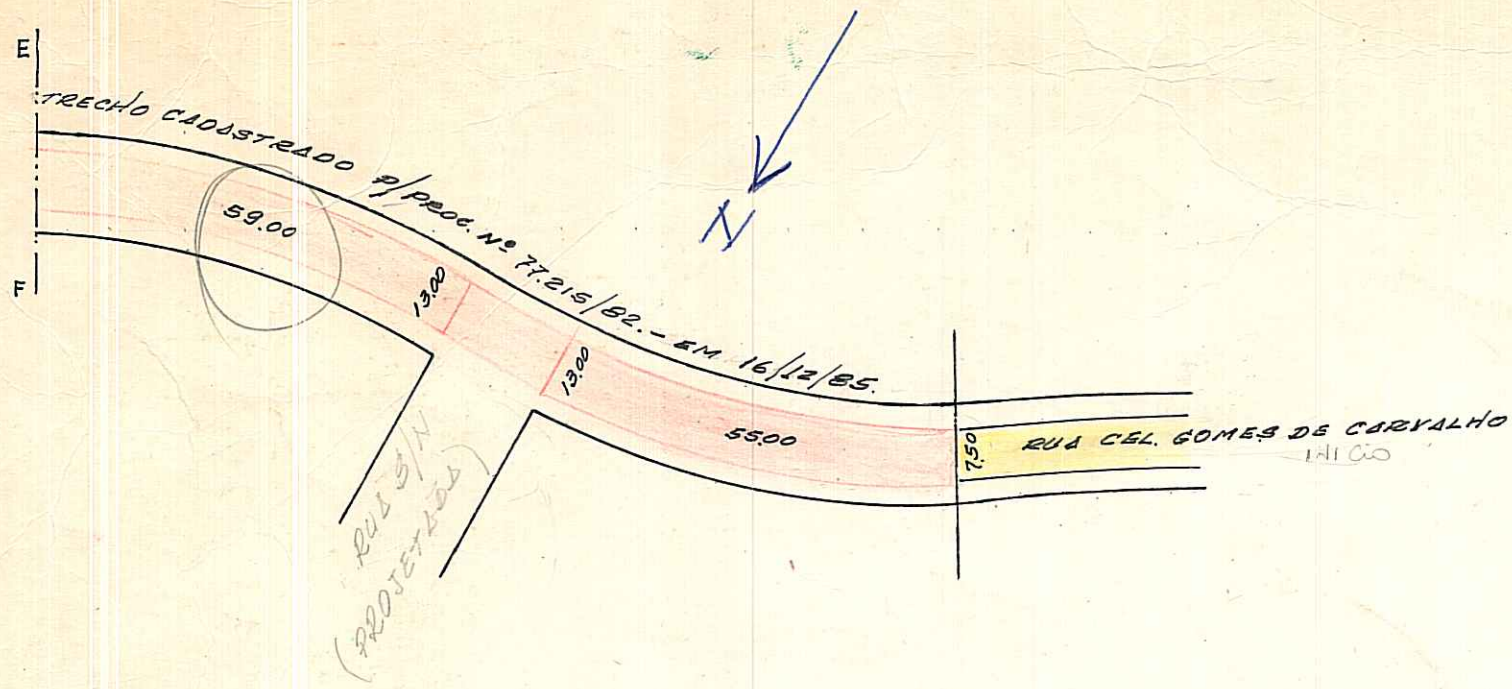 E
TRECHO CADASTRADO P/PROC. Nº 77.215/82.- EM 16/12/85.
N
59.00
F
13.00
13.00
55.00
7.50
RUA CEL. GOMES DE CARVALHO
INICIO
RUA S/N
(PROJETADA)